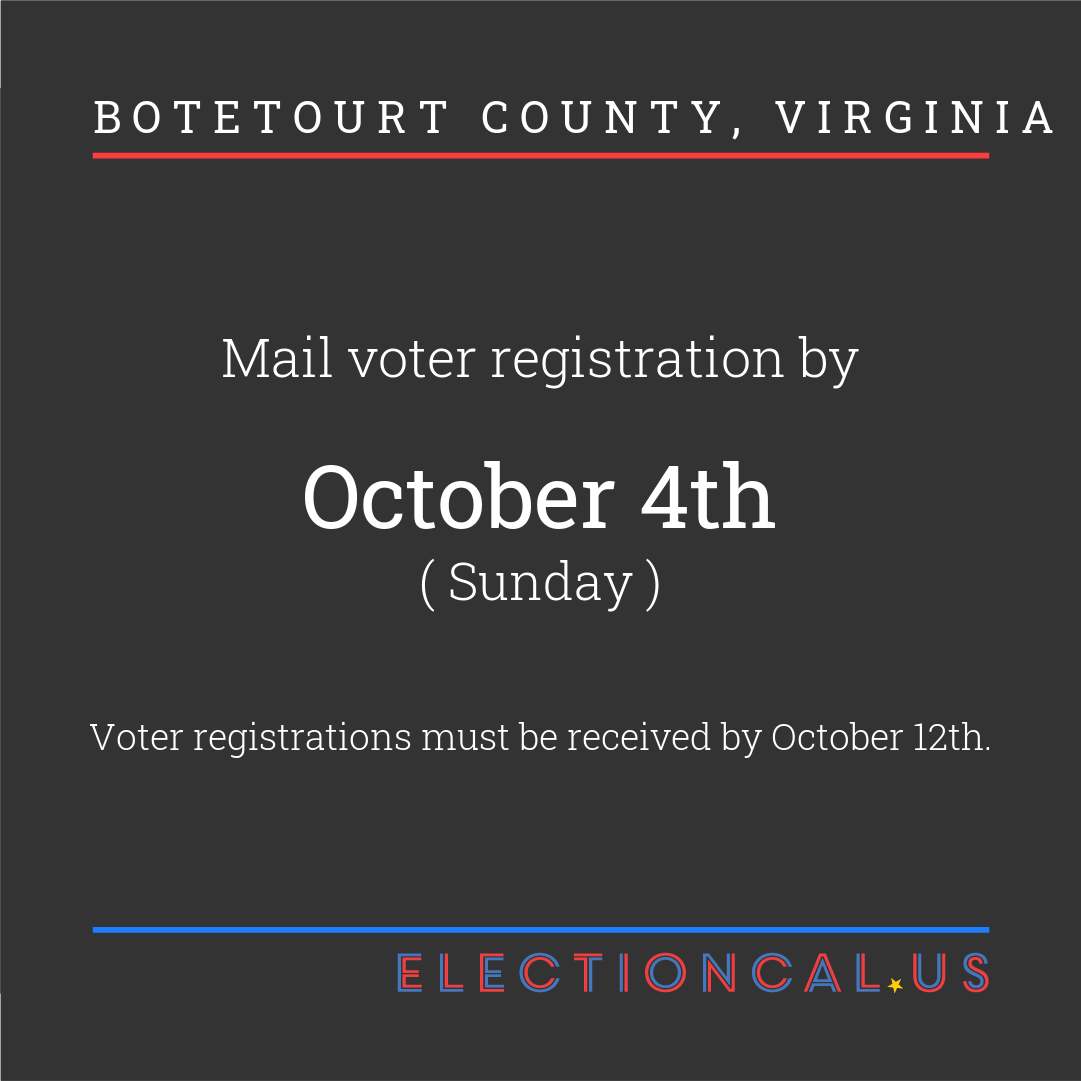 BOTETOURT COUNTY, VIRGINIA
Mail voter registration by
October 4th
( Sunday )
Voter registrations must be received by October 12th.
ELECTIONCAL.US